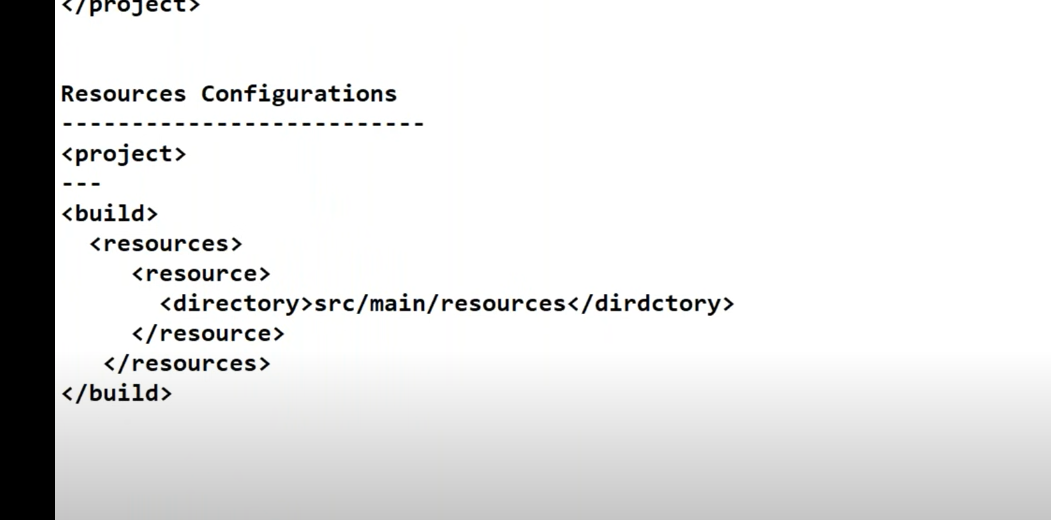 </project>
Resources Configurations
--------------------------
<project>
---
<build>
<resources>
<resource>
<directory>src/main/resources</dirdctory>
</resource>
</resources>
</build>